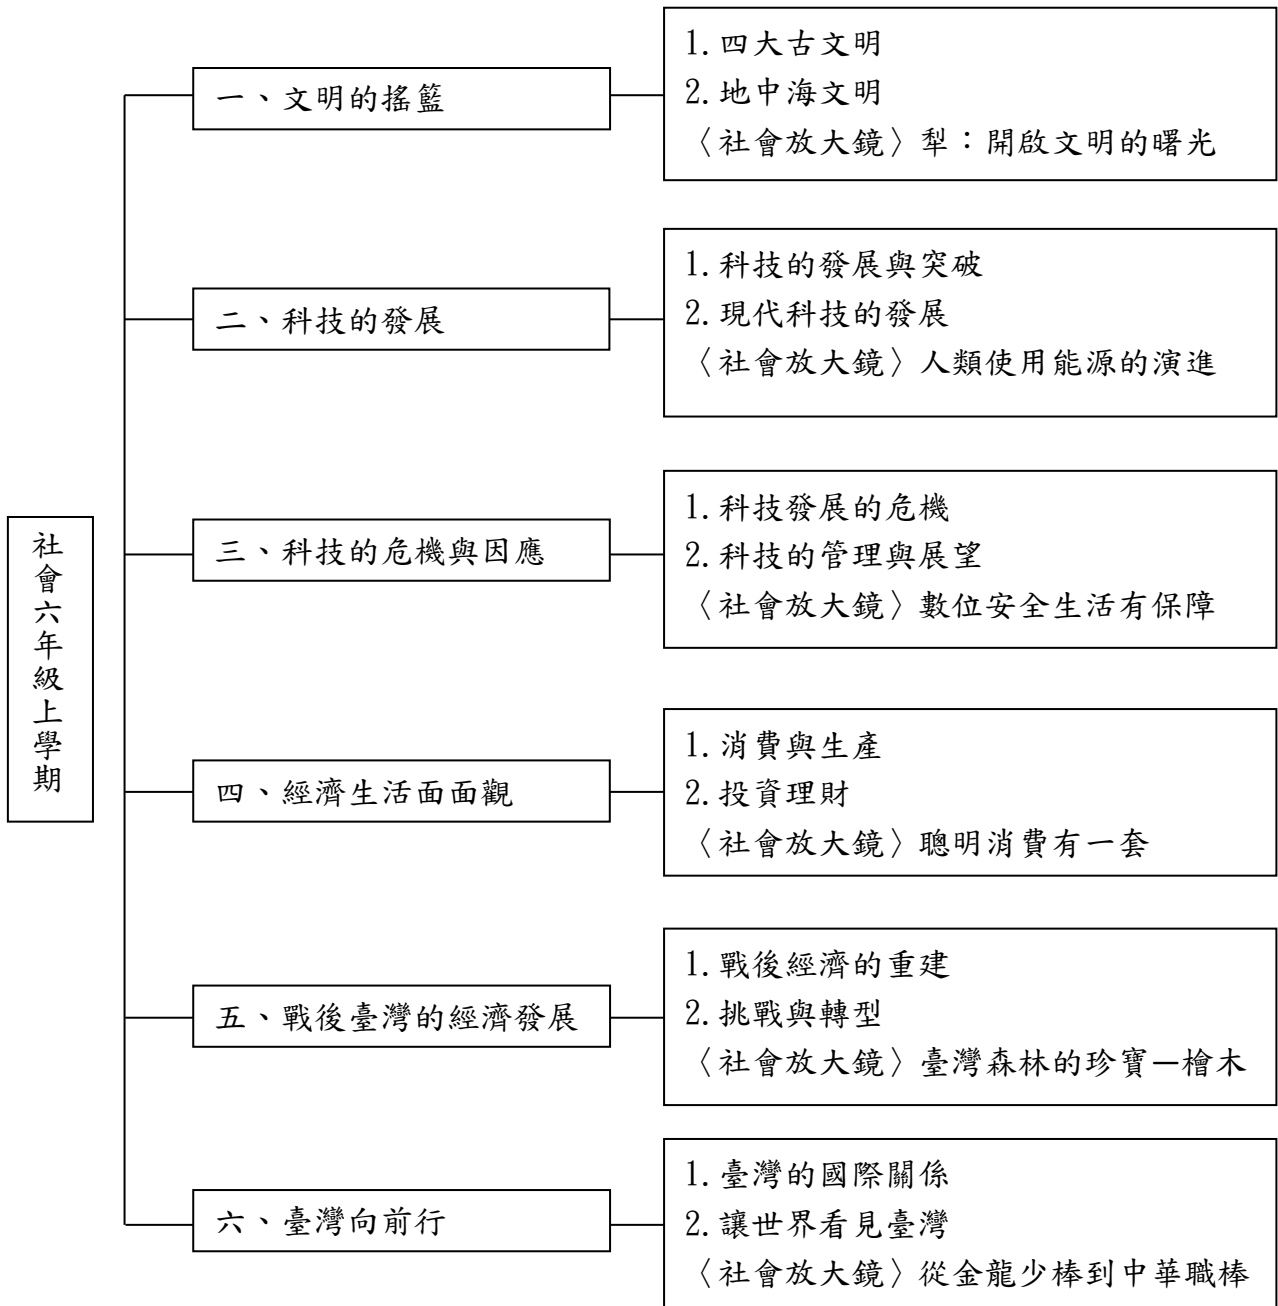 社會六年級上學期
一、文明的搖籃
1.四大古文明
2.地中海文明
〈社會放大鏡〉犁：開啟文明的曙光
二、科技的發展
1.科技的發展與突破
2.現代科技的發展
〈社會放大鏡〉人類使用能源的演進
三、科技的危機與因應
1.科技發展的危機
2.科技的管理與展望
〈社會放大鏡〉數位安全生活有保障
四、經濟生活面面觀
1.消費與生產
2.投資理財
〈社會放大鏡〉聰明消費有一套
五、戰後臺灣的經濟發展
1.戰後經濟的重建
2.挑戰與轉型
〈社會放大鏡〉臺灣森林的珍寶—檜木
六、臺灣向前行
1.臺灣的國際關係
2.讓世界看見臺灣
〈社會放大鏡〉從金龍少棒到中華職棒